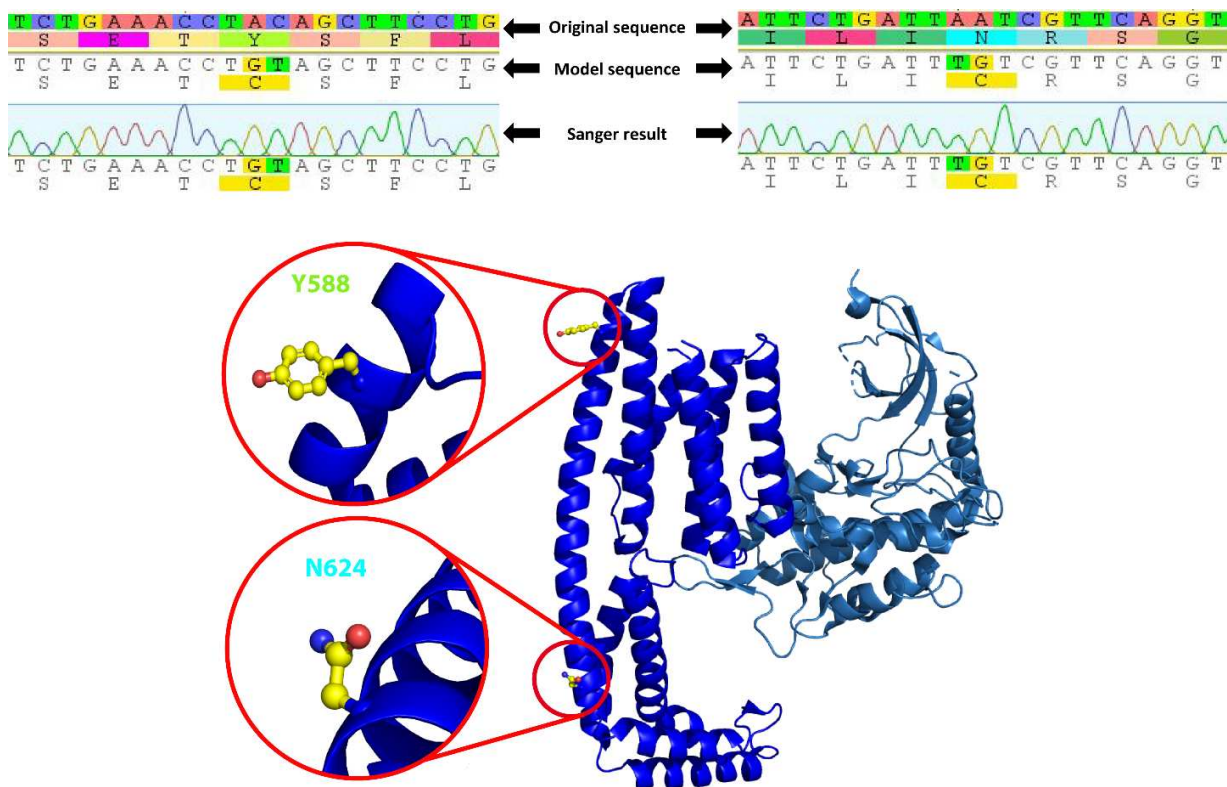 T C T G A A A C C T A C A G C T T C C T G
S E T Y S F L
Original sequence
A T T C T G A T T A A T C G T T C A G G T
I L I N R S G
T C T G A A A C C T G T A G C T T C C T G
S E T C S F L
Model sequence
A T T C T G A T T T G T C G T T C A G G T
I L I C R S G
Sanger result
T C T G A A A C C T G T A G C T T C C T G
S E T C S F L
A T T C T G A T T T G T C G T T C A G G T
I L I C R S G
Y588
N624